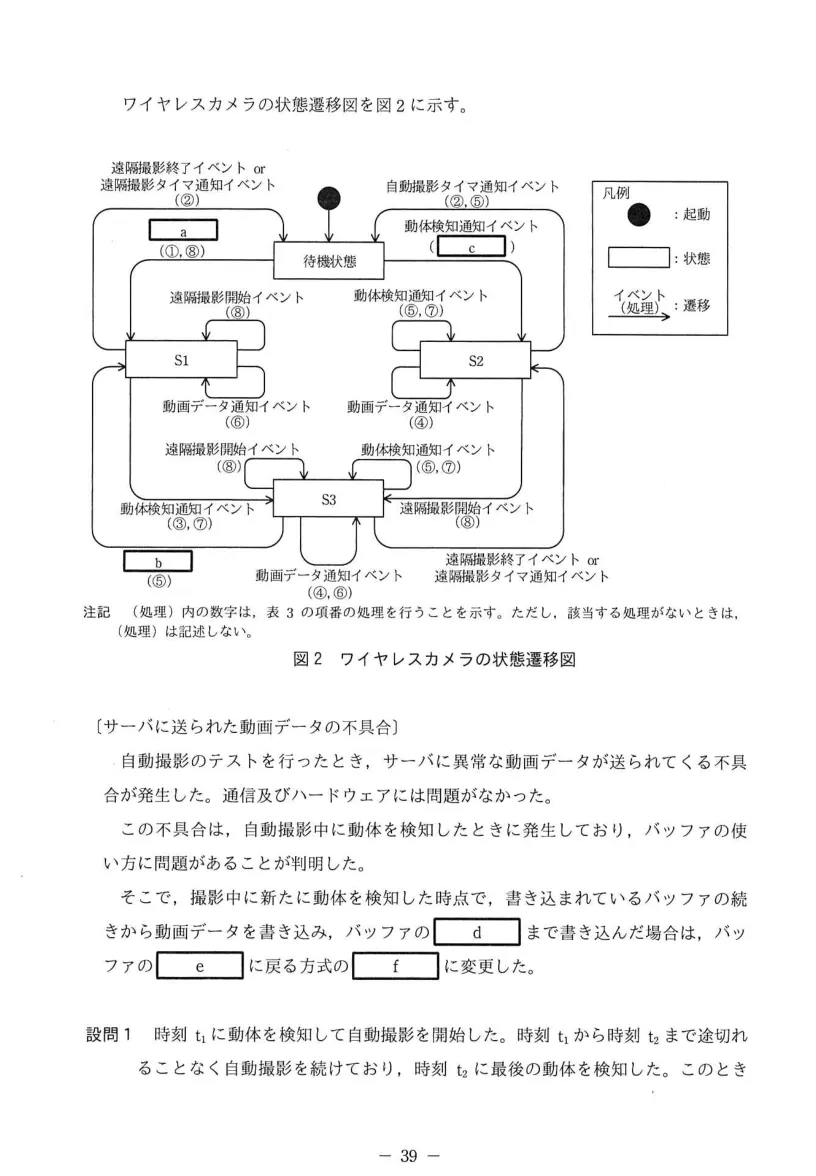 ワイヤレスカメラの状態遷移図を図2に示す。
遠隔撮影終了イベント or
遠隔撮影タイマ通知イベント
(②)
自動撮影タイマ通知イベント
(②,⑤)
凡例
：起動
a
(①,⑧)
動体検知通知イベント
( c )
待機状態
：状態
イベント
(処理)
：遷移
遠隔撮影開始イベント
(⑧)
動体検知通知イベント
(⑤,⑦)
S1
S2
動画データ通知イベント
(⑥)
動画データ通知イベント
(④)
遠隔撮影開始イベント
(⑧)
動体検知通知イベント
(⑤,⑦)
S3
動体検知通知イベント
(③,⑦)
遠隔撮影開始イベント
(⑧)
b
(⑤)
動画データ通知イベント
(④,⑥)
遠隔撮影終了イベント or
遠隔撮影タイマ通知イベント
注記　(処理) 内の数字は，表 3 の項番の処理を行うことを示す。ただし，該当する処理がないときは，
(処理) は記述しない。
図2　ワイヤレスカメラの状態遷移図
〔サーバに送られた動画データの不具合〕
自動撮影のテストを行ったとき，サーバに異常な動画データが送られてくる不具
合が発生した。通信及びハードウェアには問題がなかった。
この不具合は，自動撮影中に動体を検知したときに発生しており，バッファの使
い方に問題があることが判明した。
そこで，撮影中に新たに動体を検知した時点で，書き込まれているバッファの続
きから動画データを書き込み，バッファの d まで書き込んだ場合は，バッ
ファの e に戻る方式の f に変更した。
設問1　時刻 t₁ に動体を検知して自動撮影を開始した。時刻 t₁ から時刻 t₂ まで途切れ
ることなく自動撮影を続けており，時刻 t₂ に最後の動体を検知した。このとき
－ 39 －